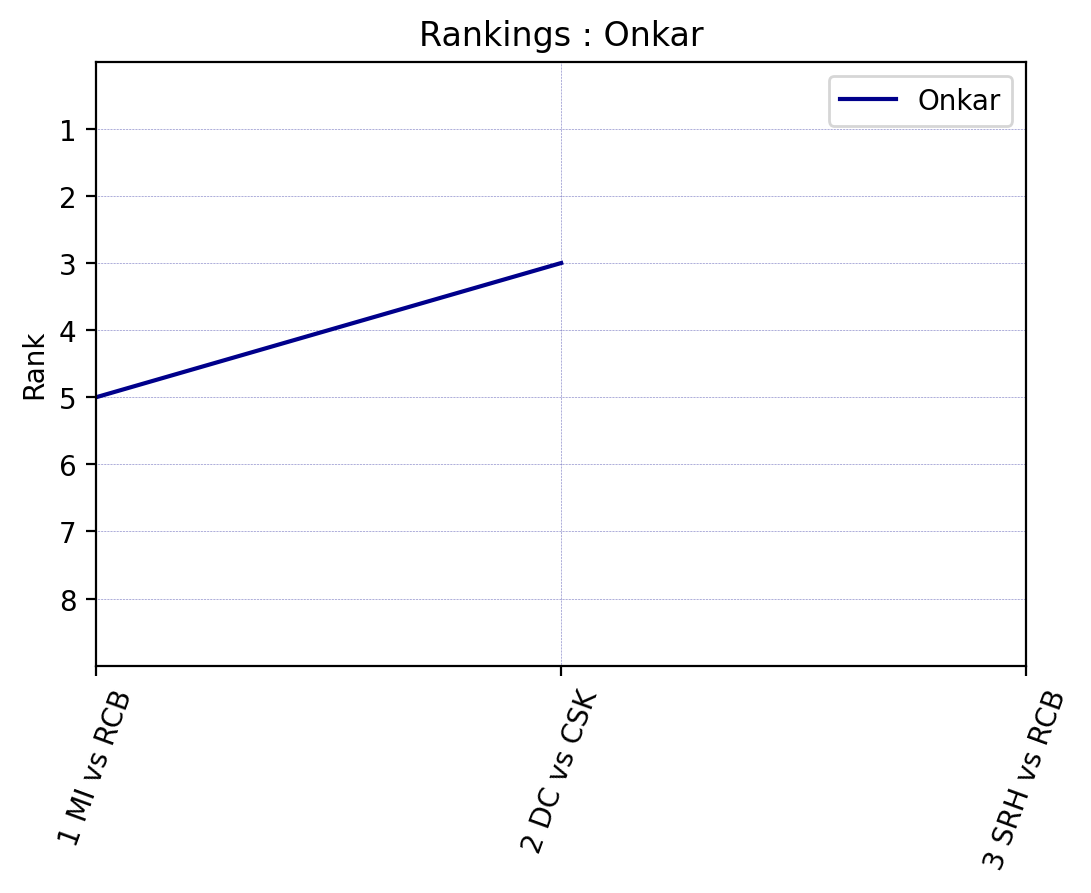 Rankings : Onkar
Onkar
Rank
1
2
3
4
5
6
7
8
1 MI vs RCB
2 DC vs CSK
3 SRH vs RCB